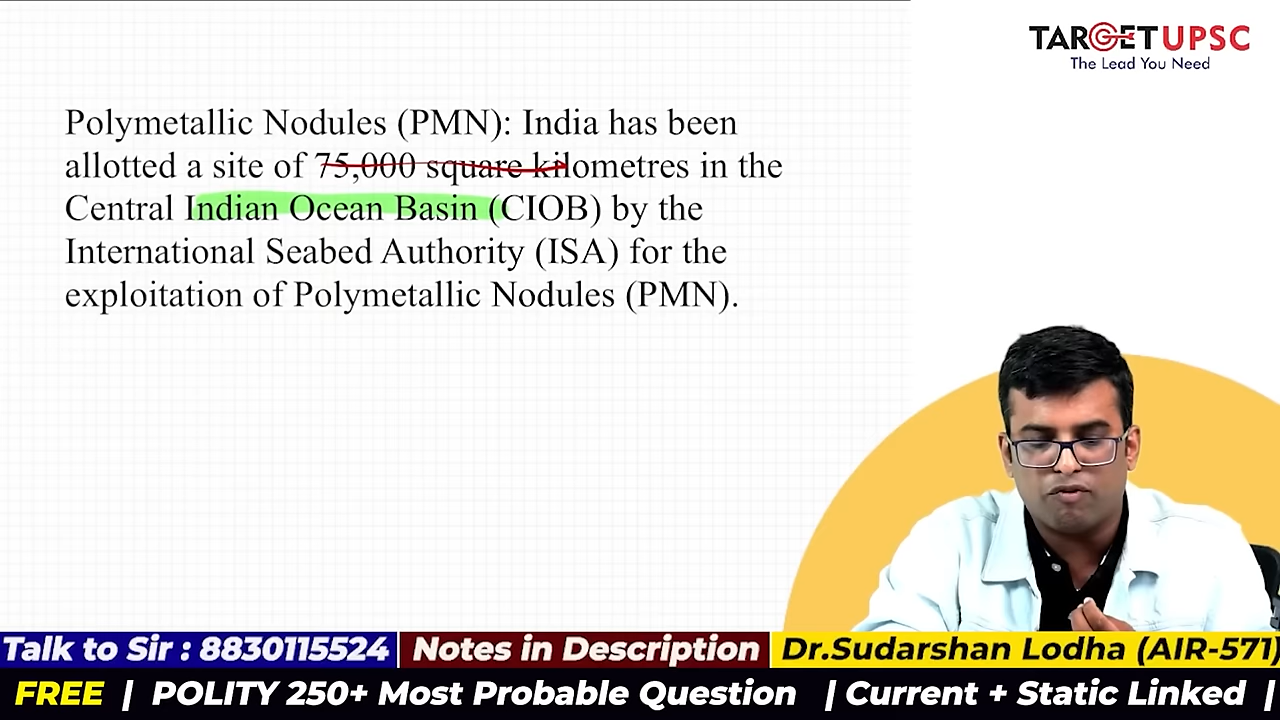 TARGETUPSC
The Lead You Need
Polymetallic Nodules (PMN): India has been
allotted a site of 75,000 square kilometres in the
Central Indian Ocean Basin (CIOB) by the
International Seabed Authority (ISA) for the
exploitation of Polymetallic Nodules (PMN).
Talk to Sir : 8830115524 Notes in Description Dr.Sudarshan Lodha (AIR-571)
FREE | POLITY 250+ Most Probable Question | Current + Static Linked |